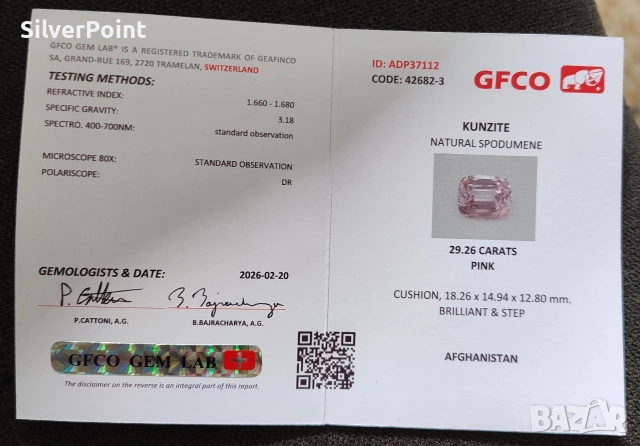 SilverPoint
GFCO GEM LAB® IS A REGISTERED TRADEMARK OF GEAFINCO
SA, GRAND-RUE 169, 2720 TRAMELAN, SWITZERLAND
TESTING METHODS:
REFRACTIVE INDEX: 1.660 - 1.680
SPECIFIC GRAVITY: 3.18
SPECTRO. 400-700NM: standard observation
MICROSCOPE 80X: STANDARD OBSERVATION
POLARISCOPE: DR
GEMOLOGISTS & DATE: 2026-02-20
P. Cattoni B. Bajracharya
P.CATTONI, A.G. B.BAJRACHARYA, A.G.
GFCO GEM LAB
The disclaimer on the reverse is an integral part of this report.
ID: ADP37112
CODE: 42682-3
GFCO
KUNZITE
NATURAL SPODUMENE
29.26 CARATS
PINK
CUSHION, 18.26 x 14.94 x 12.80 mm.
BRILLIANT & STEP
AFGHANISTAN
BAZAR.bg